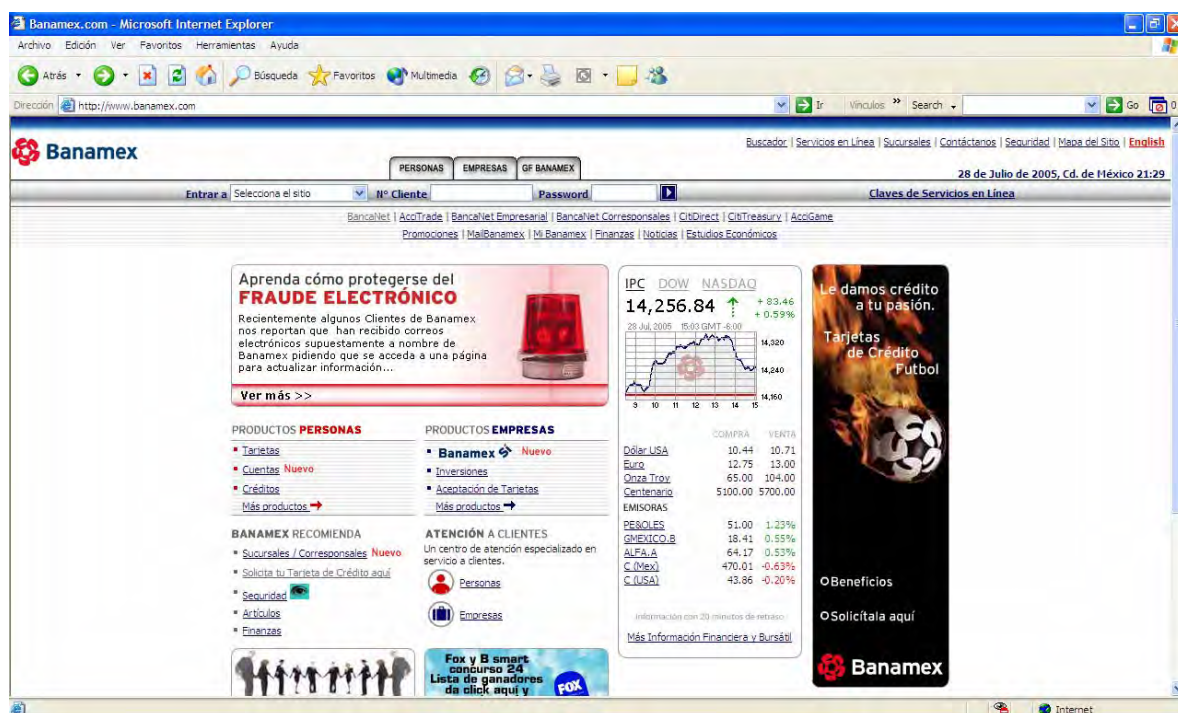 Banamex.com - Microsoft Internet Explorer
Archivo Edición Ver Favoritos Herramientas Ayuda
Atrás Búsqueda Favoritos Multimedia
Dirección http://www.banamex.com Ir Vínculos » Search Go 0
Buscador | Servicios en Línea | Sucursales | Contáctanos | Seguridad | Mapa del Sitio | English
Banamex
PERSONAS EMPRESAS GF BANAMEX
28 de Julio de 2005, Cd. de México 21:29
Entrar a Selecciona el sitio Nº Cliente Password Claves de Servicios en Línea
BancaNet | AcciTrade | BancaNet Empresarial | BancaNet Corresponsales | CitiDirect | CitiTreasury | AcciGame
Promociones | MailBanamex | Mi Banamex | Finanzas | Noticias | Estudios Económicos
Aprenda cómo protegerse del
FRAUDE ELECTRÓNICO
Recientemente algunos Clientes de Banamex
nos reportan que han recibido correos
electrónicos supuestamente a nombre de
Banamex pidiendo que se acceda a una página
para actualizar información...
Ver más >>
IPC DOW NASDAQ
14,256.84 + 83.46
+ 0.59%
28 Jul, 2005 15:03 GMT -6:00
14,320
14,240
14,160
9 10 11 12 13 14 15
COMPRA VENTA
Dólar USA 10.44 10.71
Euro 12.75 13.00
Onza Troy 65.00 104.00
Centenario 5100.00 5700.00
EMISORAS
PE&OLES 51.00 1.23%
GMEXICO.B 18.41 0.55%
ALFA.A 64.17 0.53%
C (Mex) 470.01 -0.63%
C (USA) 43.86 -0.20%
información con 20 minutos de retraso
Más Información Financiera y Bursátil
Le damos crédito
a tu pasión.
Tarjetas
de Crédito
Futbol
Beneficios
Solicítala aquí
Banamex
PRODUCTOS PERSONAS
Tarjetas
Cuentas Nuevo
Créditos
Más productos
PRODUCTOS EMPRESAS
Banamex Nuevo
Inversiones
Aceptación de Tarjetas
Más productos
BANAMEX RECOMIENDA
Sucursales / Corresponsales Nuevo
Solicita tu Tarjeta de Crédito aquí
Seguridad
Artículos
Finanzas
ATENCIÓN A CLIENTES
Un centro de atención especializado en
servicio a clientes.
Personas
Empresas
Fox y B smart
concurso 24
Lista de ganadores
da click aquí y
FOX
Internet